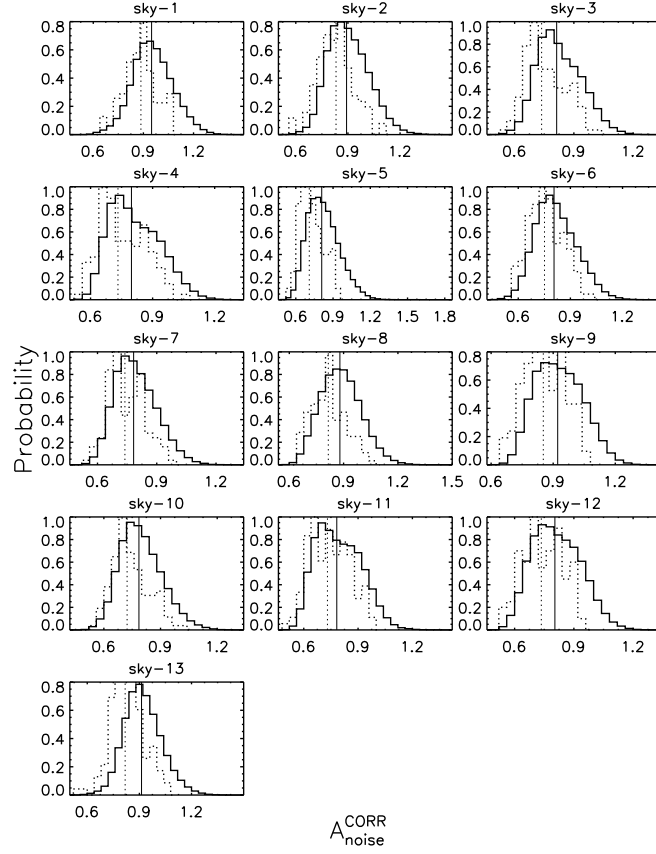 sky-1 sky-2 sky-3
0.8 0.8 1.0
0.6 0.6 0.8
0.4 0.4 0.6
0.2 0.2 0.4
0.0 0.0 0.2
0.0
0.6 0.9 1.2 0.6 0.9 1.2 0.6 0.9 1.2
sky-4 sky-5 sky-6
1.0 1.0 1.0
0.8 0.8 0.8
0.6 0.6 0.6
0.4 0.4 0.4
0.2 0.2 0.2
0.0 0.0 0.0
0.6 0.9 1.2 0.6 0.9 1.2 1.5 1.8 0.6 0.9 1.2
Probability
sky-7 sky-8 sky-9
1.0 1.0 0.8
0.8 0.8 0.6
0.6 0.6 0.4
0.4 0.4 0.2
0.2 0.2 0.0
0.0 0.0
0.6 0.9 1.2 0.6 0.9 1.2 1.5 0.6 0.9 1.2
sky-10 sky-11 sky-12
1.0 1.0 1.0
0.8 0.8 0.8
0.6 0.6 0.6
0.4 0.4 0.4
0.2 0.2 0.2
0.0 0.0 0.0
0.6 0.9 1.2 0.6 0.9 1.2 0.6 0.9 1.2
sky-13
0.8
0.6
0.4
0.2
0.0
0.6 0.9 1.2
A CORR noise